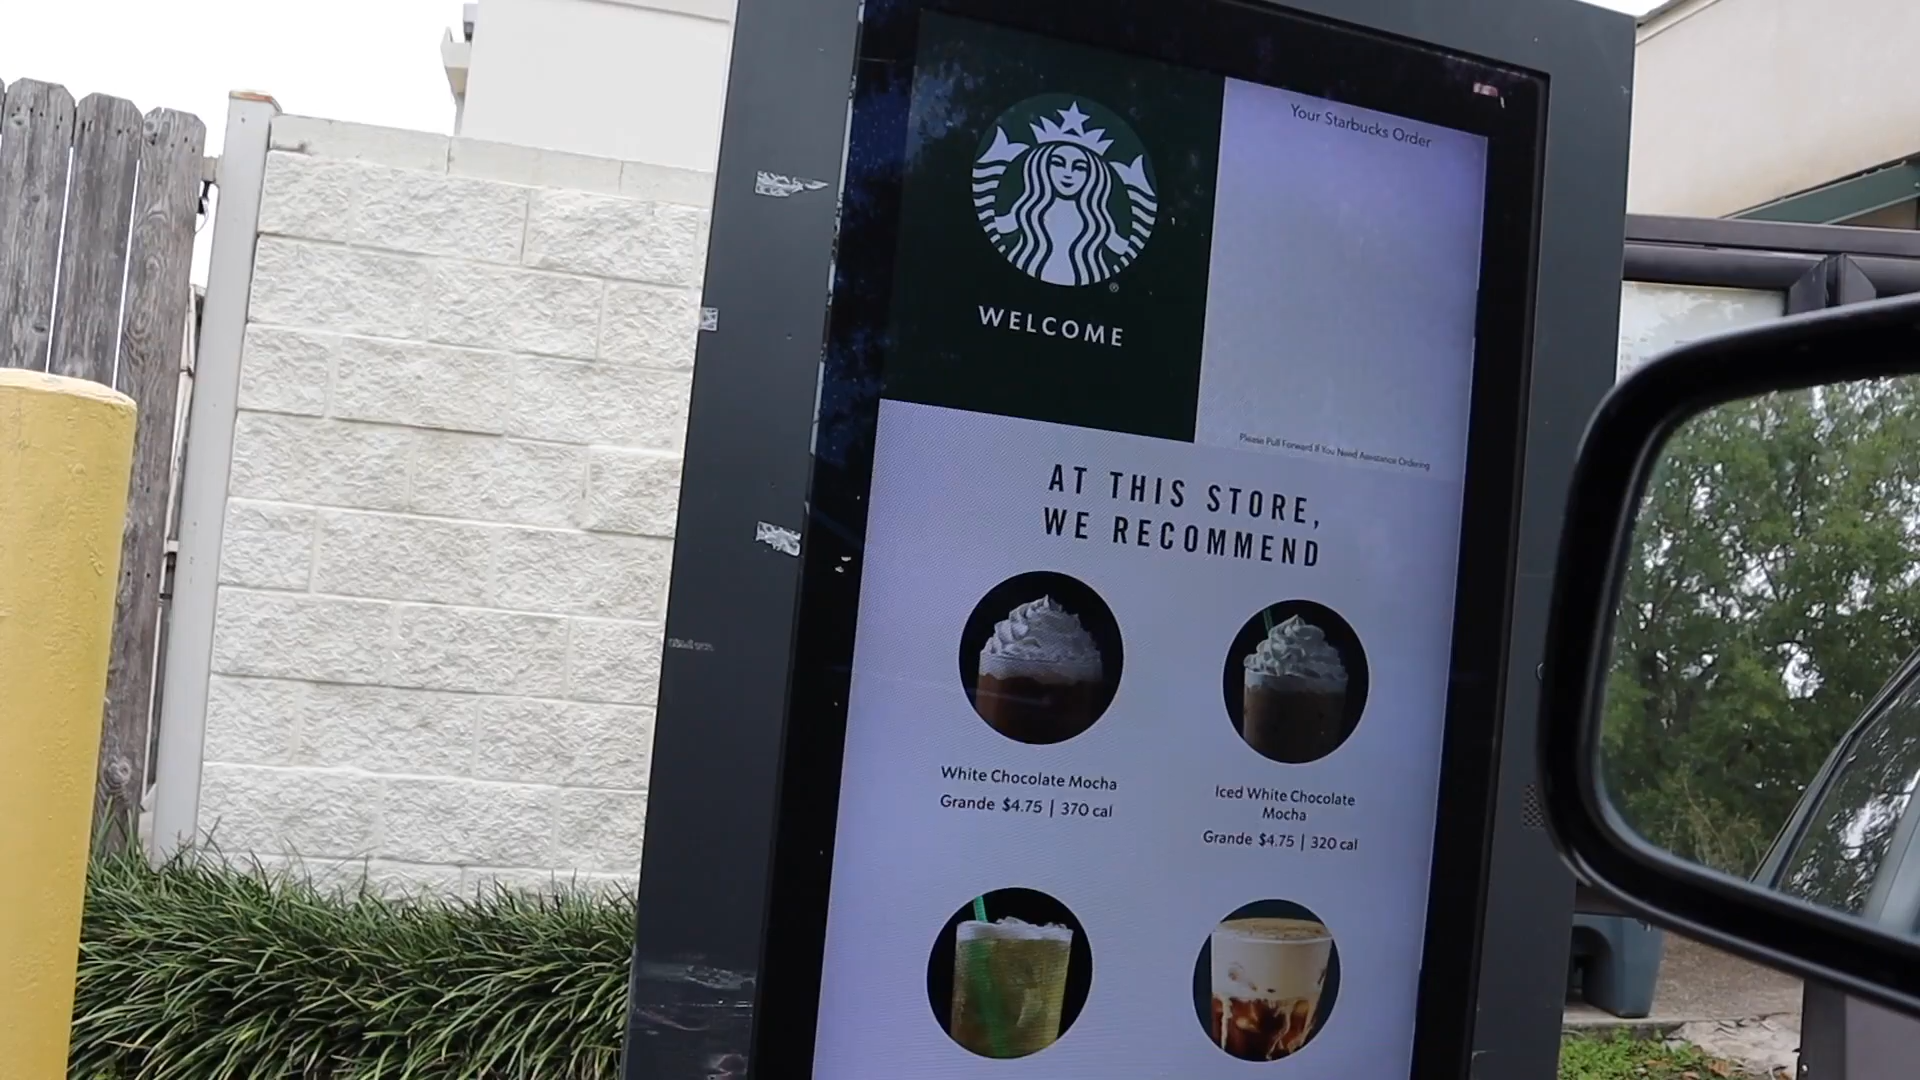 Your Starbucks Order
®
WELCOME
Please Pull Forward If You Need Assistance Ordering
AT THIS STORE,
WE RECOMMEND
White Chocolate Mocha
Grande $4.75 | 370 cal
Iced White Chocolate
Mocha
Grande $4.75 | 320 cal